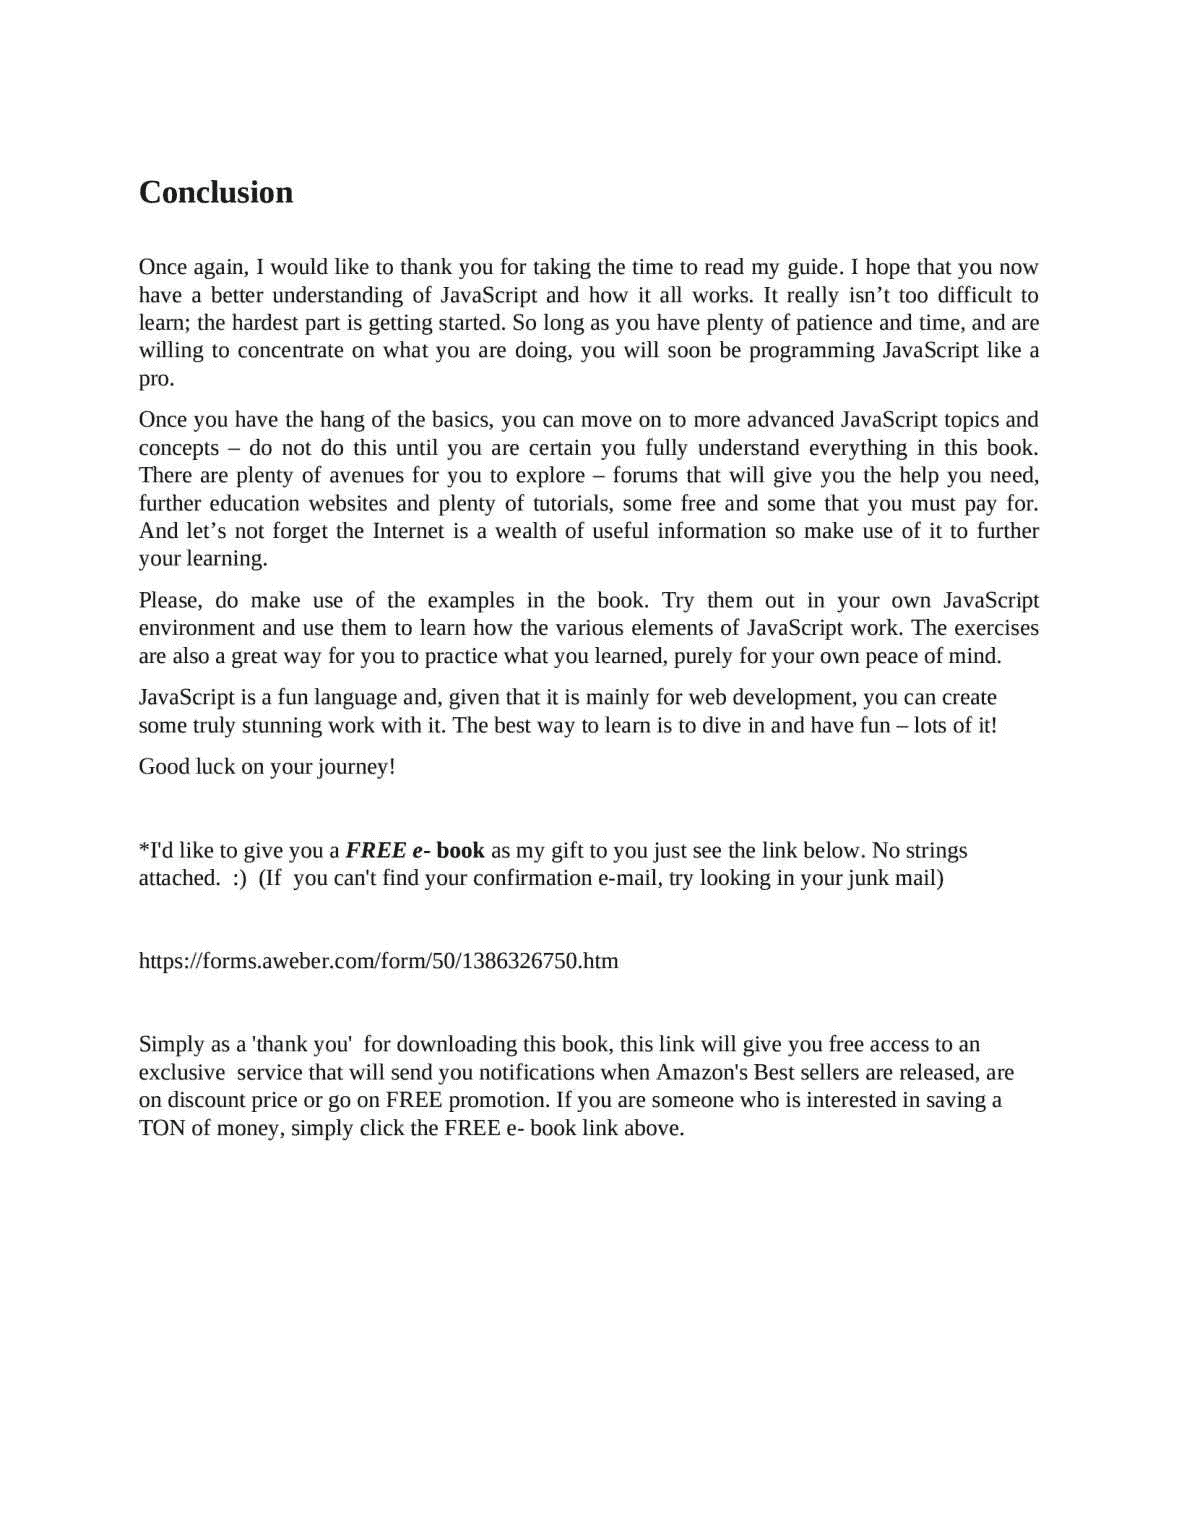 Conclusion
Once again, I would like to thank you for taking the time to read my guide. I hope that you now
have a better understanding of JavaScript and how it all works. It really isn’t too difficult to
learn; the hardest part is getting started. So long as you have plenty of patience and time, and are
willing to concentrate on what you are doing, you will soon be programming JavaScript like a
pro.
Once you have the hang of the basics, you can move on to more advanced JavaScript topics and
concepts – do not do this until you are certain you fully understand everything in this book.
There are plenty of avenues for you to explore – forums that will give you the help you need,
further education websites and plenty of tutorials, some free and some that you must pay for.
And let’s not forget the Internet is a wealth of useful information so make use of it to further
your learning.
Please, do make use of the examples in the book. Try them out in your own JavaScript
environment and use them to learn how the various elements of JavaScript work. The exercises
are also a great way for you to practice what you learned, purely for your own peace of mind.
JavaScript is a fun language and, given that it is mainly for web development, you can create
some truly stunning work with it. The best way to learn is to dive in and have fun – lots of it!
Good luck on your journey!
*I'd like to give you a FREE e- book as my gift to you just see the link below. No strings
attached.  :)  (If  you can't find your confirmation e-mail, try looking in your junk mail)
https://forms.aweber.com/form/50/1386326750.htm
Simply as a 'thank you'  for downloading this book, this link will give you free access to an
exclusive  service that will send you notifications when Amazon's Best sellers are released, are
on discount price or go on FREE promotion. If you are someone who is interested in saving a
TON of money, simply click the FREE e- book link above.